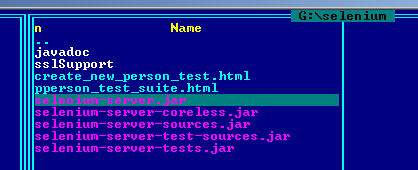 G:\selenium
n Name
..
javadoc
sslSupport
create_new_person_test.html
pperson_test_suite.html
selenium-server.jar
selenium-server-coreless.jar
selenium-server-sources.jar
selenium-server-test-sources.jar
selenium-server-tests.jar